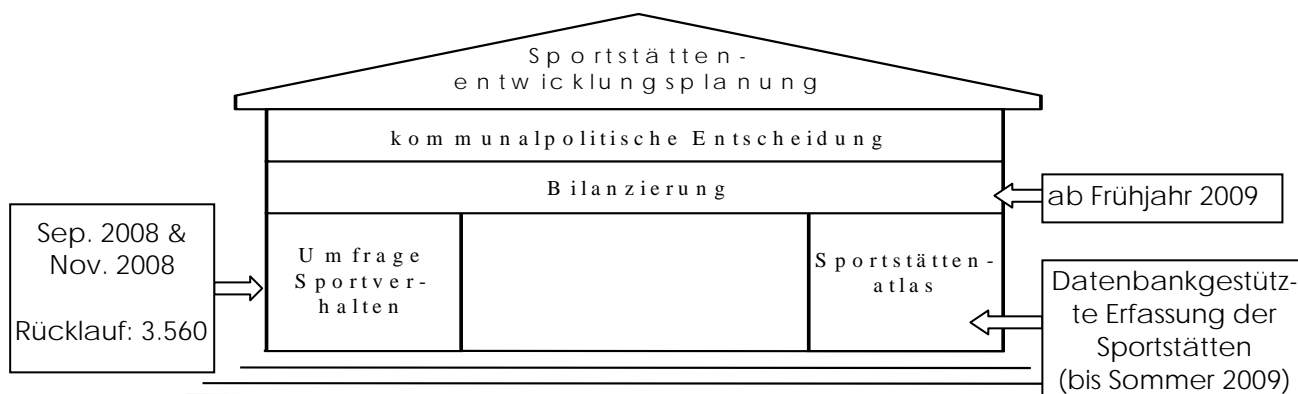 Sportstätten-
entwicklungsplanung
kommunalpolitische Entscheidung
Bilanzierung
ab Frühjahr 2009
Sep. 2008 &
Nov. 2008
Rücklauf: 3.560
Umfrage
Sportver-
halten
Sportstätten-
atlas
Datenbankgestütz-
te Erfassung der
Sportstätten
(bis Sommer 2009)